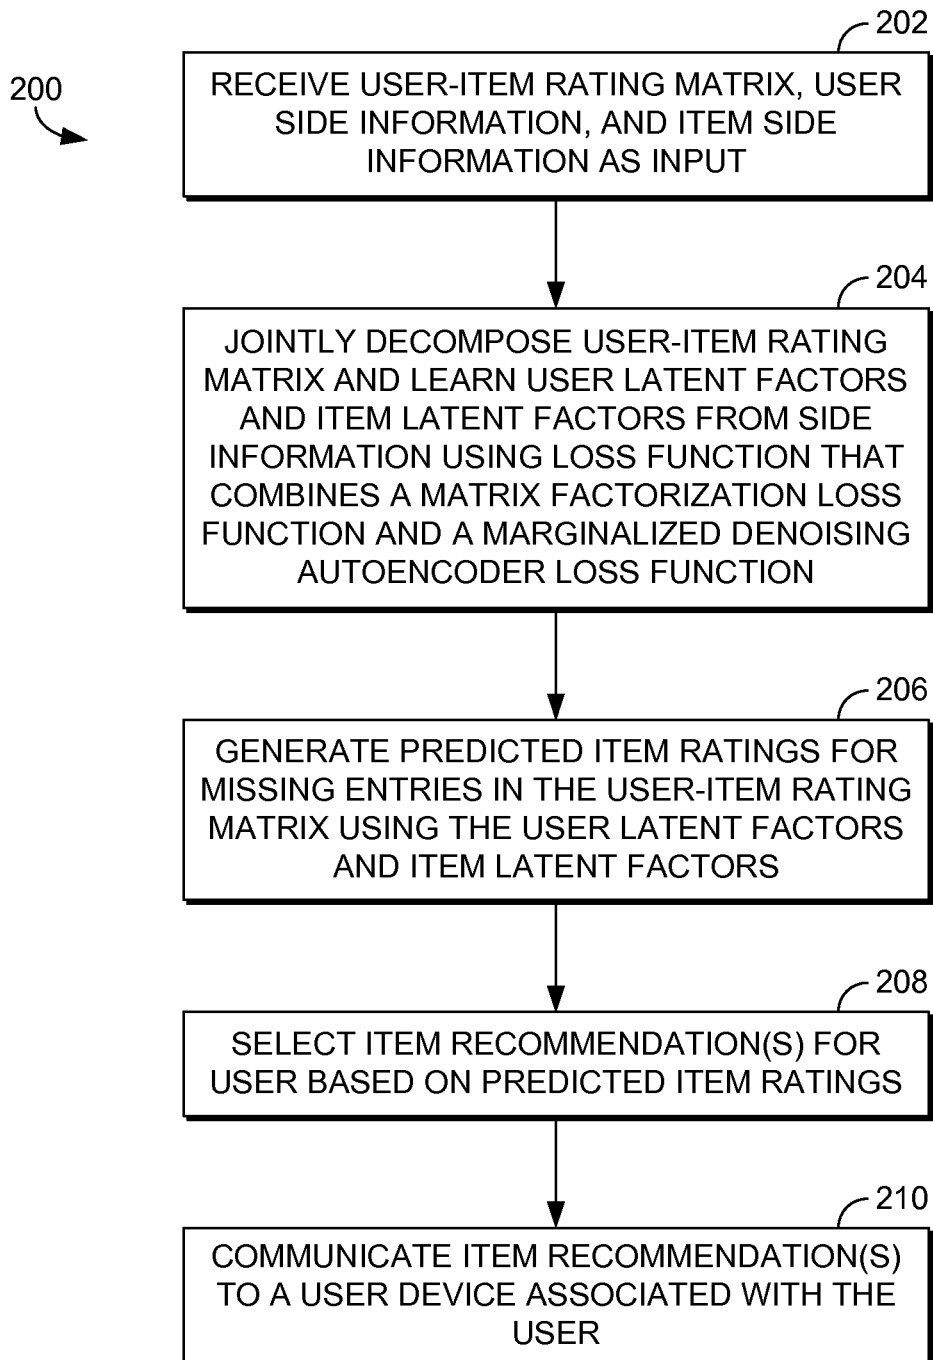 200
202
RECEIVE USER-ITEM RATING MATRIX, USER
SIDE INFORMATION, AND ITEM SIDE
INFORMATION AS INPUT
204
JOINTLY DECOMPOSE USER-ITEM RATING
MATRIX AND LEARN USER LATENT FACTORS
AND ITEM LATENT FACTORS FROM SIDE
INFORMATION USING LOSS FUNCTION THAT
COMBINES A MATRIX FACTORIZATION LOSS
FUNCTION AND A MARGINALIZED DENOISING
AUTOENCODER LOSS FUNCTION
206
GENERATE PREDICTED ITEM RATINGS FOR
MISSING ENTRIES IN THE USER-ITEM RATING
MATRIX USING THE USER LATENT FACTORS
AND ITEM LATENT FACTORS
208
SELECT ITEM RECOMMENDATION(S) FOR
USER BASED ON PREDICTED ITEM RATINGS
210
COMMUNICATE ITEM RECOMMENDATION(S)
TO A USER DEVICE ASSOCIATED WITH THE
USER